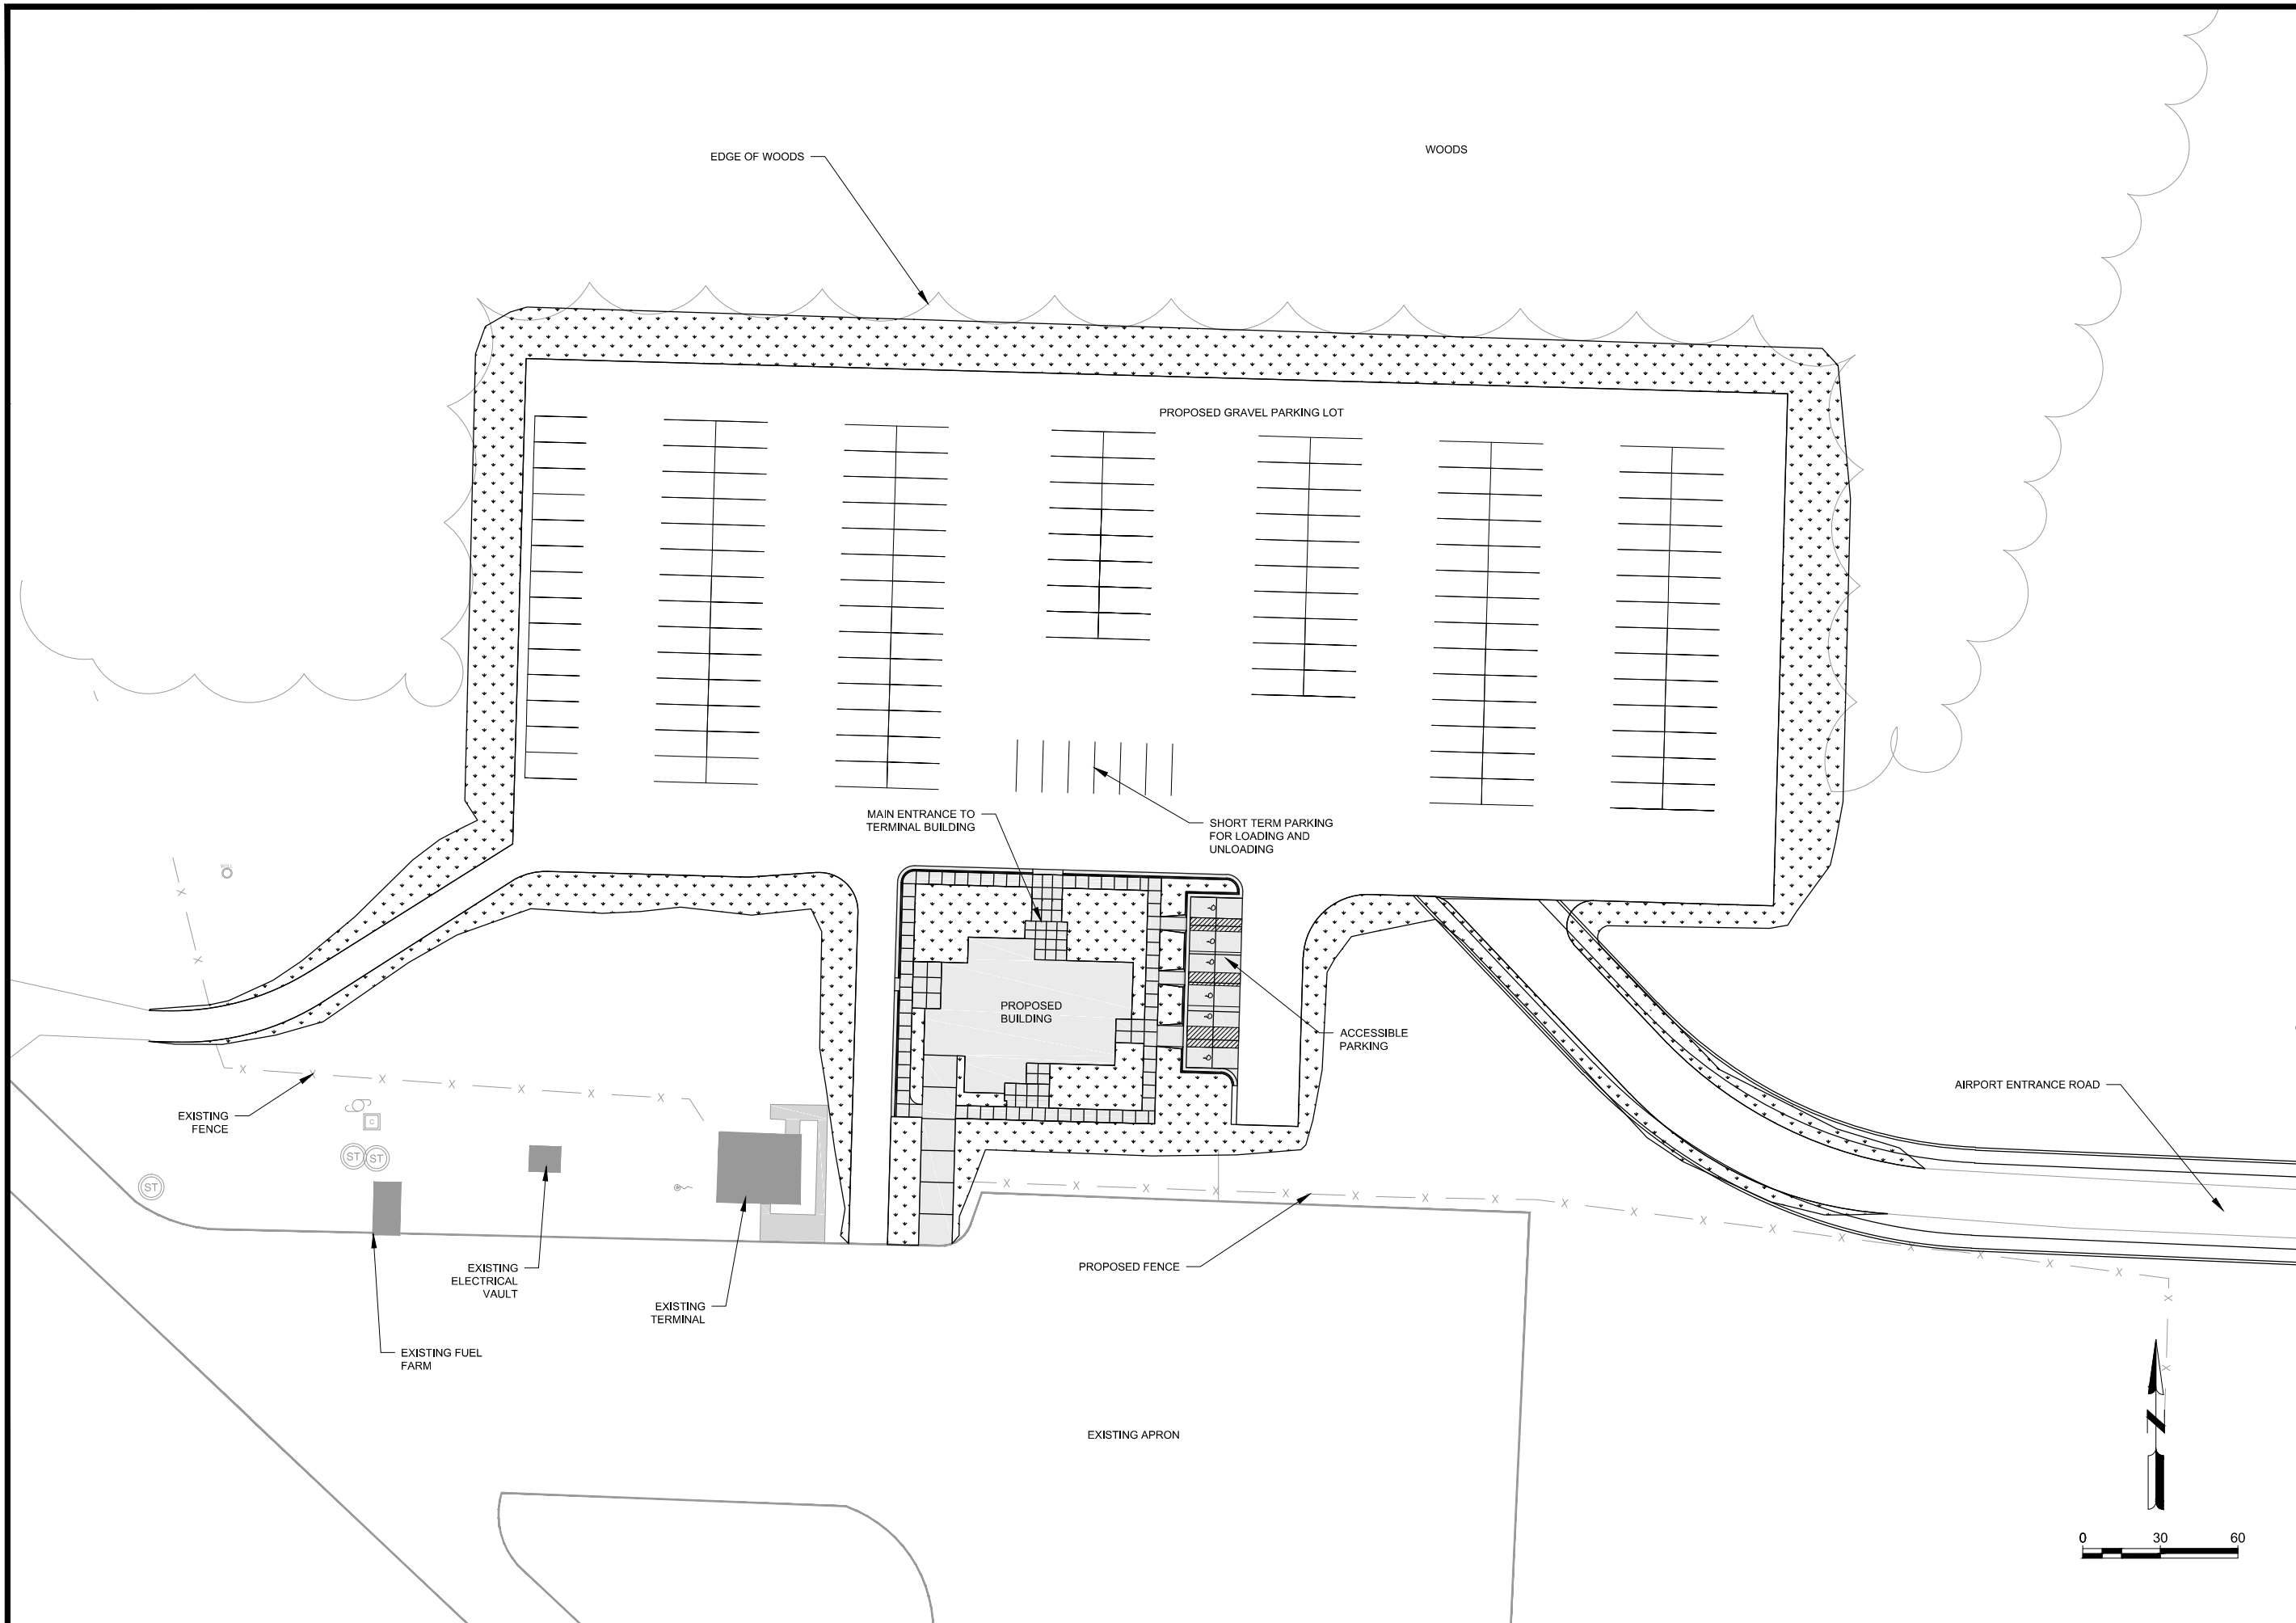 WOODS
EDGE OF WOODS
PROPOSED GRAVEL PARKING LOT
MAIN ENTRANCE TO
TERMINAL BUILDING
SHORT TERM PARKING
FOR LOADING AND
UNLOADING
WELL
PROPOSED
BUILDING
ACCESSIBLE
PARKING
AIRPORT ENTRANCE ROAD
EXISTING
FENCE
C
ST
ST
ST
PROPOSED FENCE
EXISTING
ELECTRICAL
VAULT
EXISTING
TERMINAL
EXISTING FUEL
FARM
EXISTING APRON
N
0 30 60